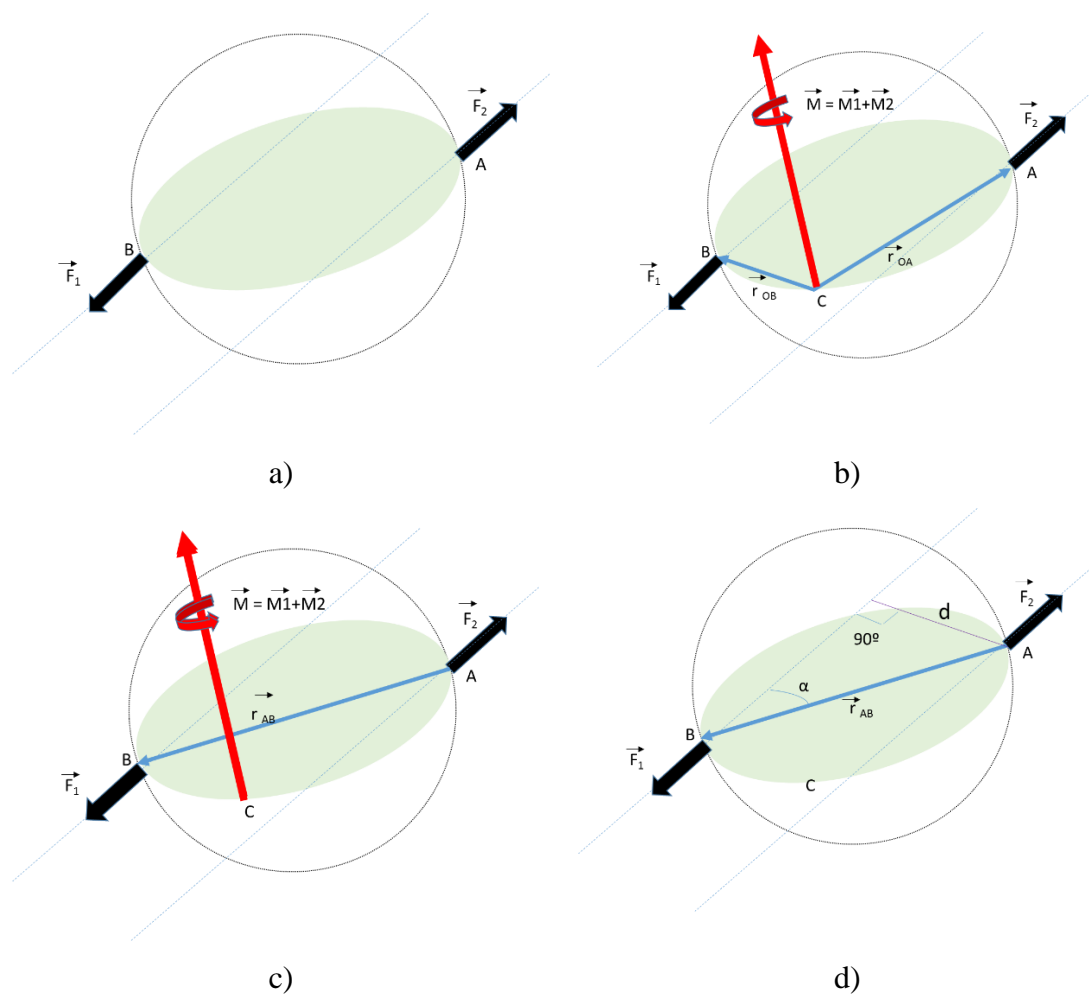 F₂
A
B
F₁
a)
M = M1+M2
F₂
A
B
r OA
F₁
r OB
C
b)
M = M1+M2
F₂
A
r AB
B
F₁
C
c)
F₂
d
90º
A
α
r AB
B
F₁
C
d)